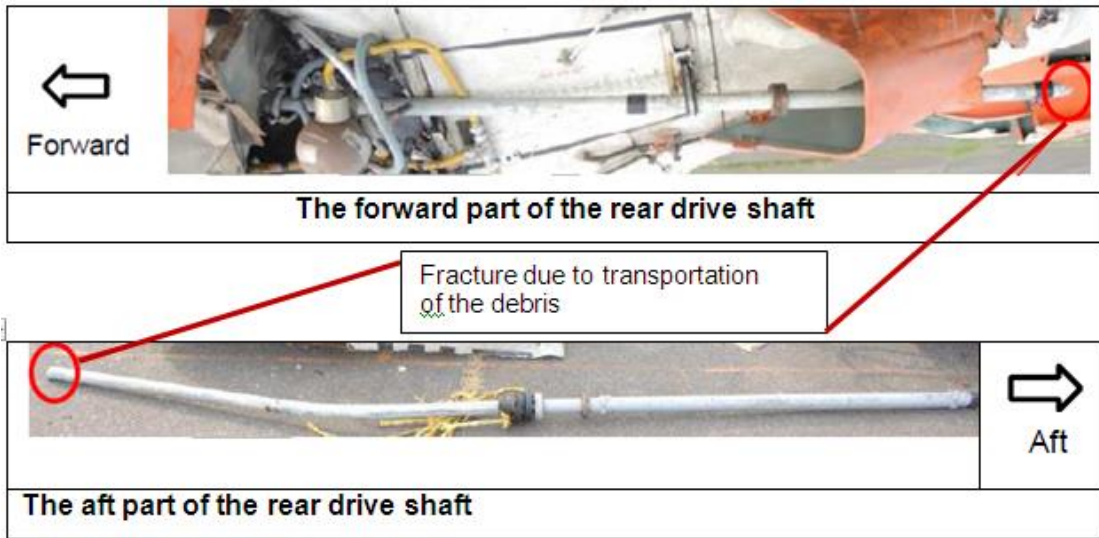 Forward
The forward part of the rear drive shaft
Fracture due to transportation
of the debris
Aft
The aft part of the rear drive shaft